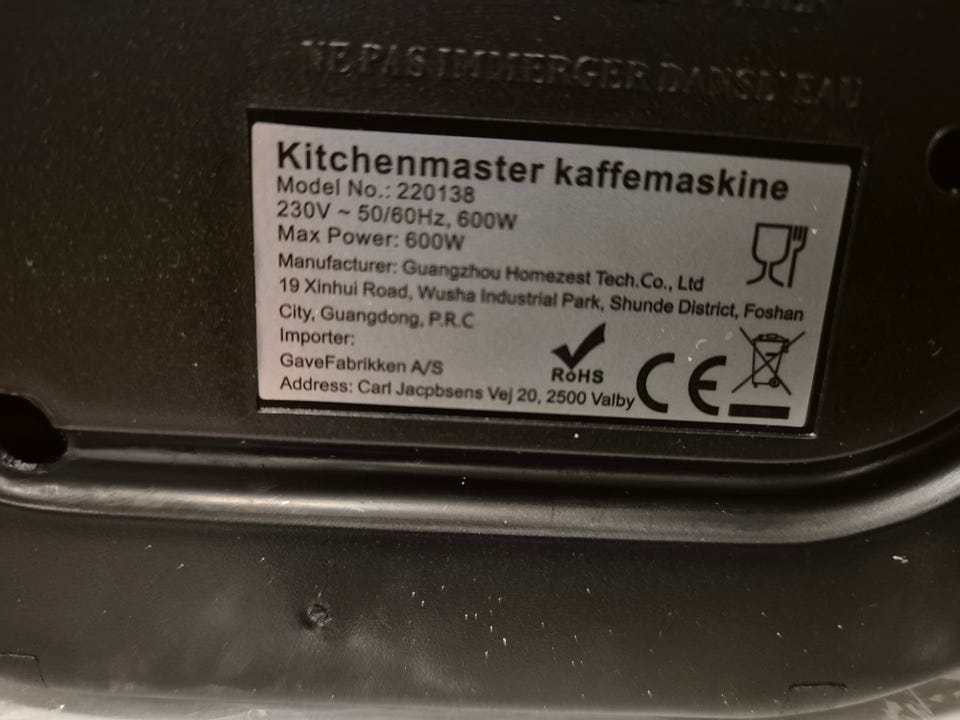 NE PAS IMMERGER DANS L'EAU
Kitchenmaster kaffemaskine
Model No.: 220138
230V ~ 50/60Hz, 600W
Max Power: 600W
Manufacturer: Guangzhou Homezest Tech.Co., Ltd
19 Xinhui Road, Wusha Industrial Park, Shunde District, Foshan
City, Guangdong, P.R.C
Importer:
GaveFabrikken A/S
Address: Carl Jacpbsens Vej 20, 2500 Valby
RoHS
CE